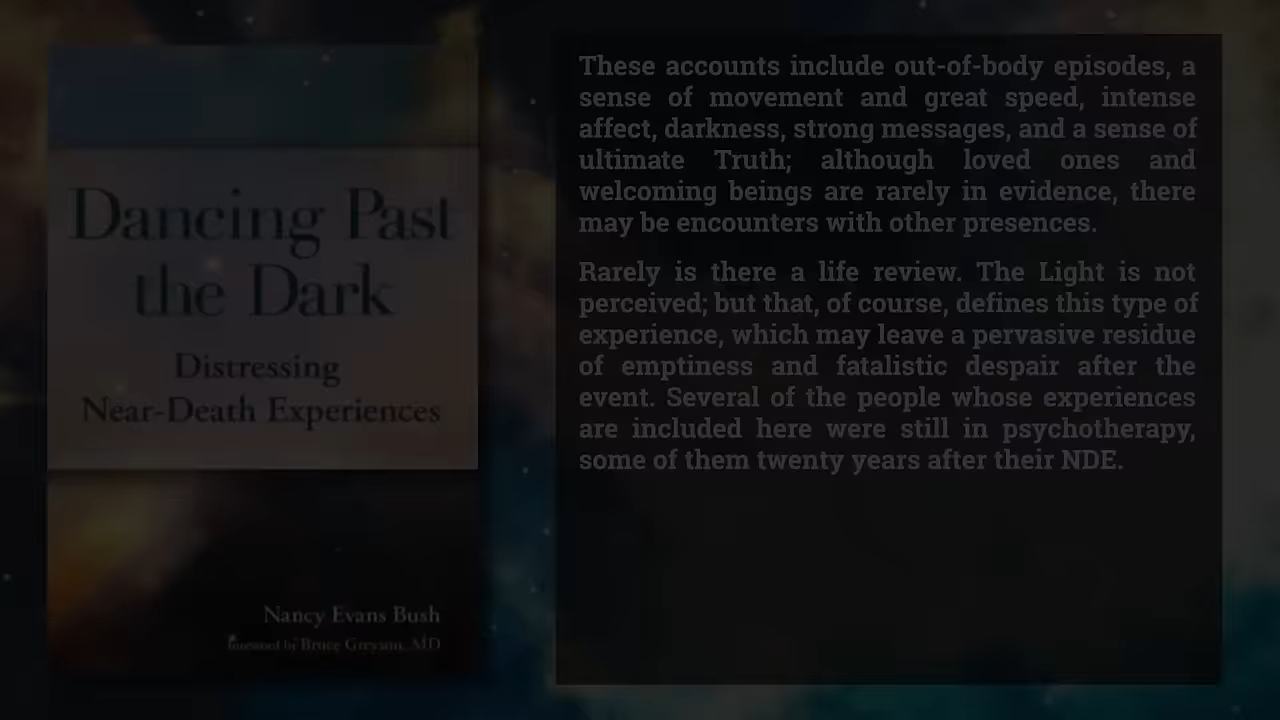 Dancing Past
the Dark
Distressing
Near-Death Experiences
Nancy Evans Bush
Foreword by Bruce Greyson, MD
These accounts include out-of-body episodes, a
sense of movement and great speed, intense
affect, darkness, strong messages, and a sense of
ultimate Truth; although loved ones and
welcoming beings are rarely in evidence, there
may be encounters with other presences.
Rarely is there a life review. The Light is not
perceived; but that, of course, defines this type of
experience, which may leave a pervasive residue
of emptiness and fatalistic despair after the
event. Several of the people whose experiences
are included here were still in psychotherapy,
some of them twenty years after their NDE.